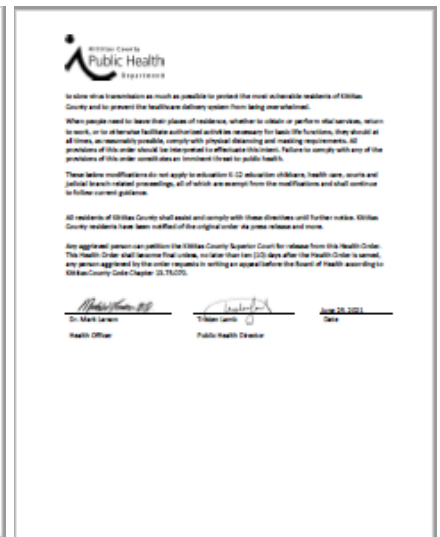 Kittitas County
Public Health
Department
to slow virus transmission as much as possible to protect the most vulnerable residents of Kittitas
County and to prevent the healthcare delivery system from being overwhelmed.
When people need to leave their places of residence, whether to obtain or perform vital services, return
to work, or to otherwise facilitate authorized activities necessary for basic life functions, they should at
all times, as reasonably possible, comply with physical distancing and masking requirements. All
provisions of this order should be interpreted to effectuate this intent. Failure to comply with any of the
provisions of this order constitutes an imminent threat to public health.
These below modifications do not apply to education K-12 education childcare, health care, courts and
judicial branch related proceedings, all of which are exempt from the modifications and shall continue
to follow current guidance.
All residents of Kittitas County shall assist and comply with these directives until further notice. Kittitas
County residents have been notified of the original order via press release and more.
Any aggrieved person can petition the Kittitas County Superior Court for release from this Health Order.
This Health Order shall become final unless, no later than ten (10) days after the Health Order is served,
any person aggrieved by the order requests in writing an appeal before the Board of Health according to
Kittitas County Code Chapter
June 2021
Dr. Mark Larson Tristen Lamb Date
Health Officer Public Health Director